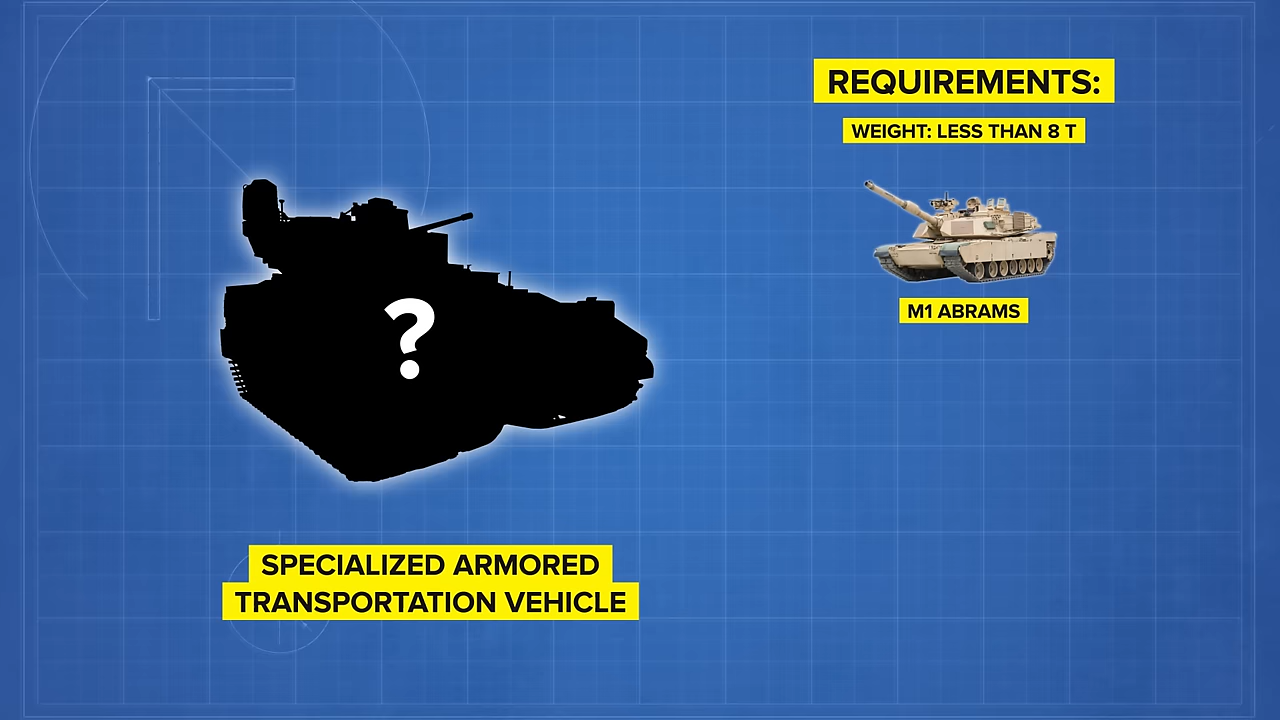 REQUIREMENTS:
WEIGHT: LESS THAN 8 T
M1 ABRAMS
?
SPECIALIZED ARMORED
TRANSPORTATION VEHICLE